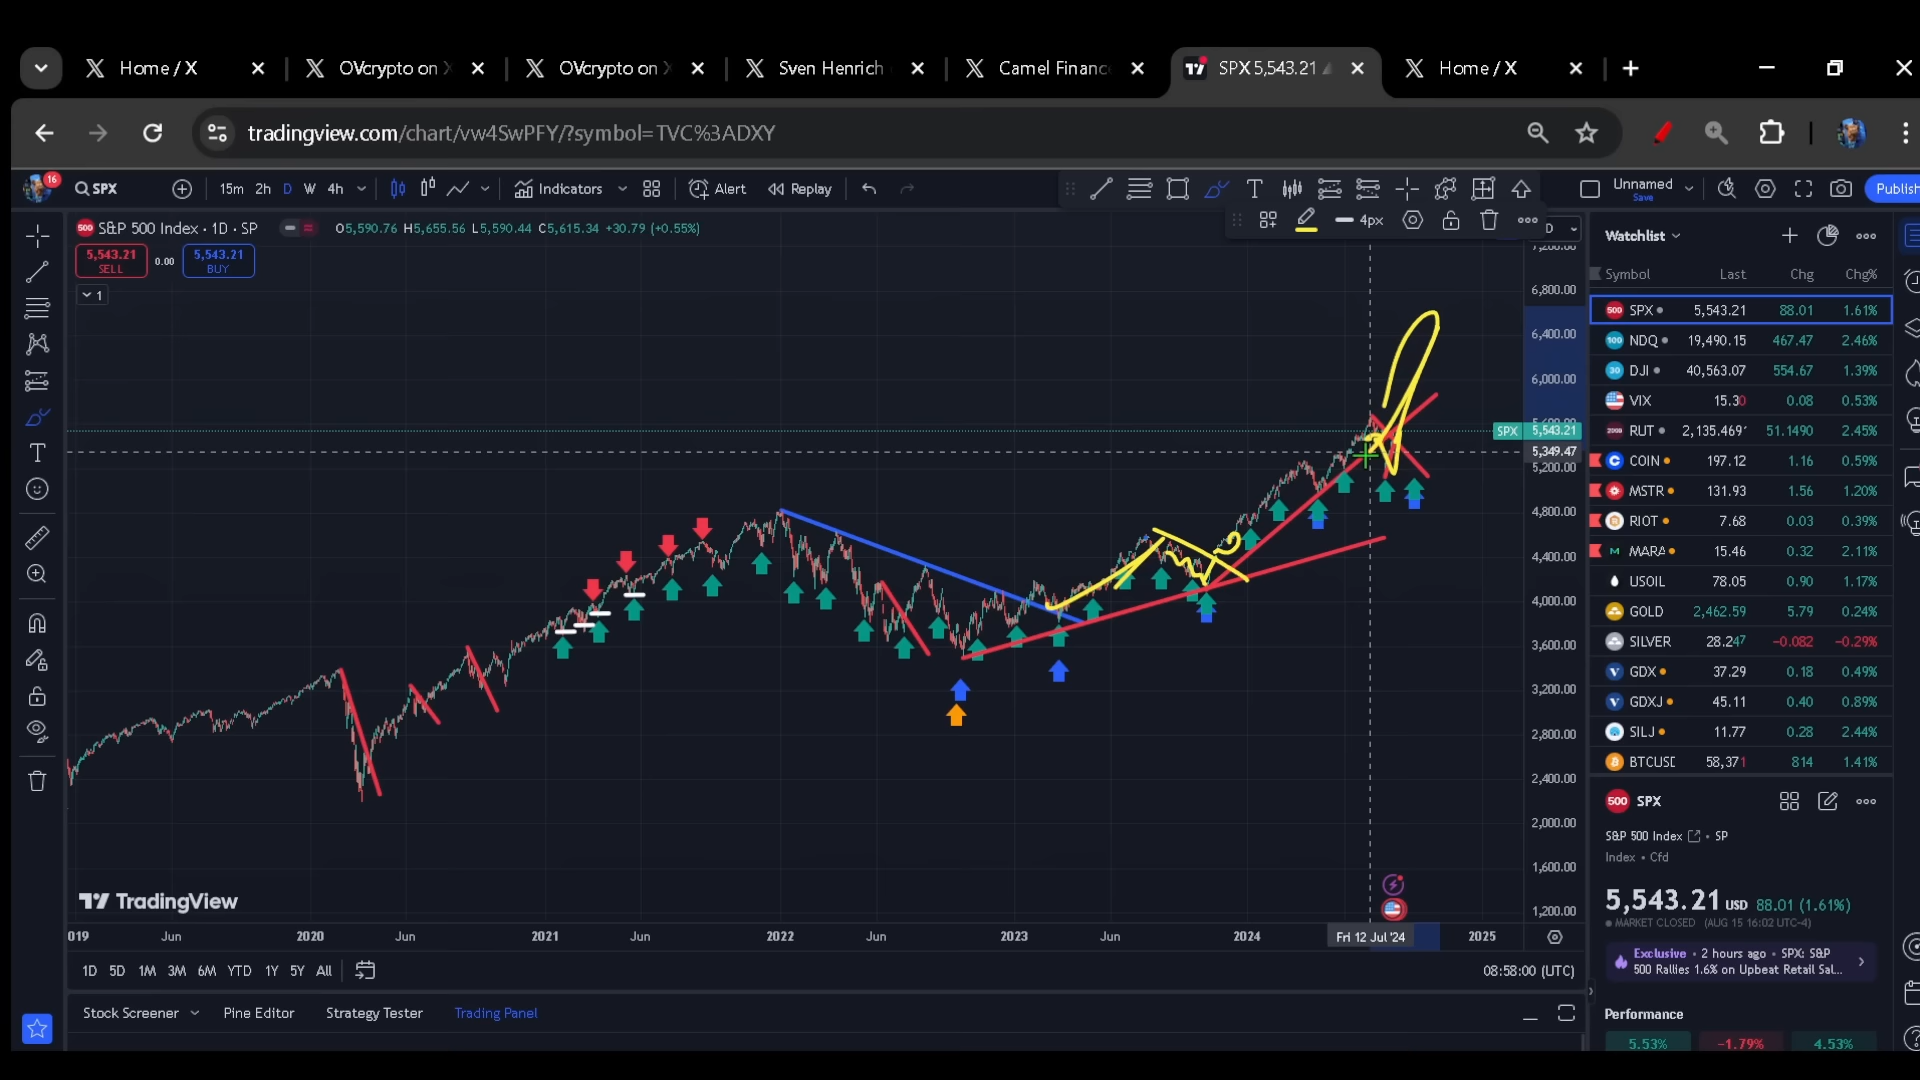 Home / X
OVcrypto on X
OVcrypto on X
Sven Henrich
Camel Financ
SPX 5,543.21
Home / X
tradingview.com/chart/vw4SwPFY/?symbol=TVC%3ADXY
16
SPX
15m 2h D W 4h
Indicators
Alert
Replay
Unnamed
Save
Publish
4px
S&P 500 Index · 1D · SP
O5,590.76 H5,655.56 L5,590.44 C5,615.34 +30.79 (+0.55%)
5,543.21
SELL
0.00
5,543.21
BUY
1
6,800.00
6,400.00
6,000.00
SPX 5,543.21
5,349.47
5,200.00
4,800.00
4,400.00
4,000.00
3,600.00
3,200.00
2,800.00
2,400.00
2,000.00
1,600.00
1,200.00
TradingView
019 Jun 2020 Jun 2021 Jun 2022 Jun 2023 Jun 2024 Fri 12 Jul '24 2025
1D 5D 1M 3M 6M YTD 1Y 5Y All
08:58:00 (UTC)
Stock Screener Pine Editor Strategy Tester Trading Panel
Watchlist
Symbol Last Chg Chg%
SPX 5,543.21 88.01 1.61%
NDQ 19,490.15 467.47 2.46%
DJI 40,563.07 554.67 1.39%
VIX 15.30 0.08 0.53%
RUT 2,135.469 51.1490 2.45%
COIN 197.12 1.16 0.59%
MSTR 131.93 1.56 1.20%
RIOT 7.68 0.03 0.39%
MARA 15.46 0.32 2.11%
USOIL 78.05 0.90 1.17%
GOLD 2,462.59 5.79 0.24%
SILVER 28.247 −0.082 −0.29%
GDX 37.29 0.18 0.49%
GDXJ 45.11 0.40 0.89%
SILJ 11.77 0.28 2.44%
BTCUSD 58,371 814 1.41%
SPX
S&P 500 Index · SP
Index · Cfd
5,543.21 USD 88.01 (1.61%)
MARKET CLOSED (AUG 15 16:02 UTC-4)
Exclusive · 2 hours ago · SPX: S&P
500 Rallies 1.6% on Upbeat Retail Sal...
Performance
5.53% −1.79% 4.53%